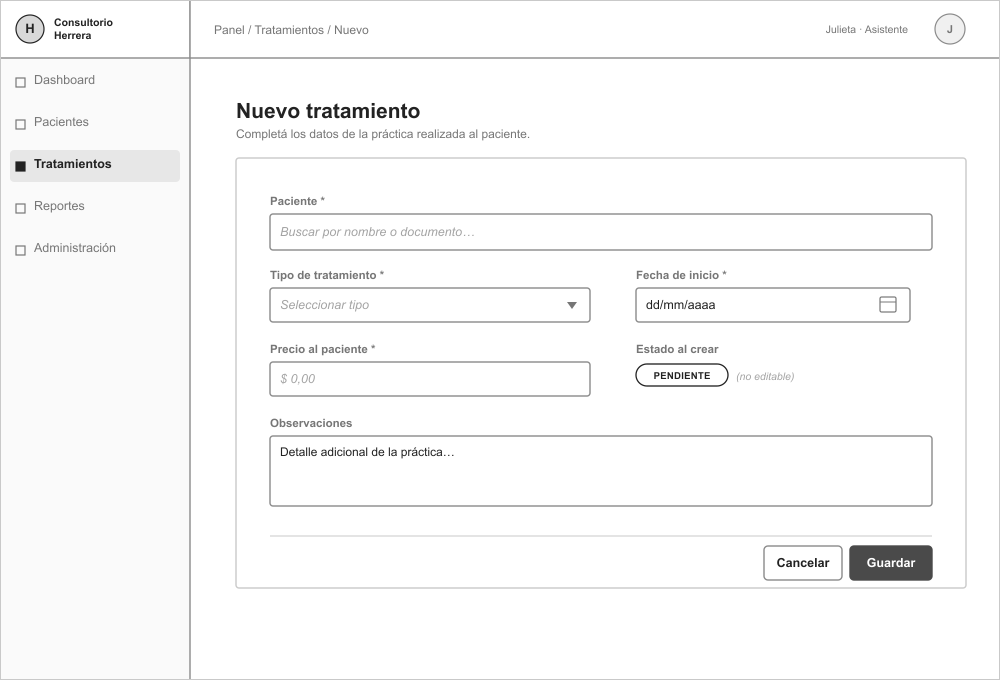 H
Consultorio
Herrera
Panel / Tratamientos / Nuevo
Julieta · Asistente
J
Dashboard
Pacientes
Tratamientos
Reportes
Administración
Nuevo tratamiento
Completá los datos de la práctica realizada al paciente.
Paciente *
Buscar por nombre o documento…
Tipo de tratamiento *
Fecha de inicio *
Seleccionar tipo
dd/mm/aaaa
Precio al paciente *
Estado al crear
$ 0,00
PENDIENTE
(no editable)
Observaciones
Detalle adicional de la práctica…
Cancelar
Guardar